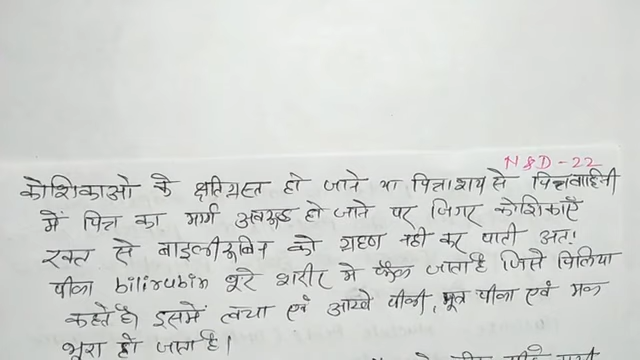 N&D-22
कोशिकाओ के क्षतिग्रस्त हो जाने या पित्ताशय से पित्तवाहिनी
में पित्त का मार्ग अवरूद्ध हो जाने पर जिगर कोशिकाएँ
रक्त से बाइलीरूबिन को ग्रहण नही कर पाती अतः
पीला bilirubin पूरे शरीर मे फैल जाता है जिसे पिलिया
कहते है। इसमें त्वचा एवं आखे पीली, मूत्र पीला एवं मल
भूरा हो जाता है।